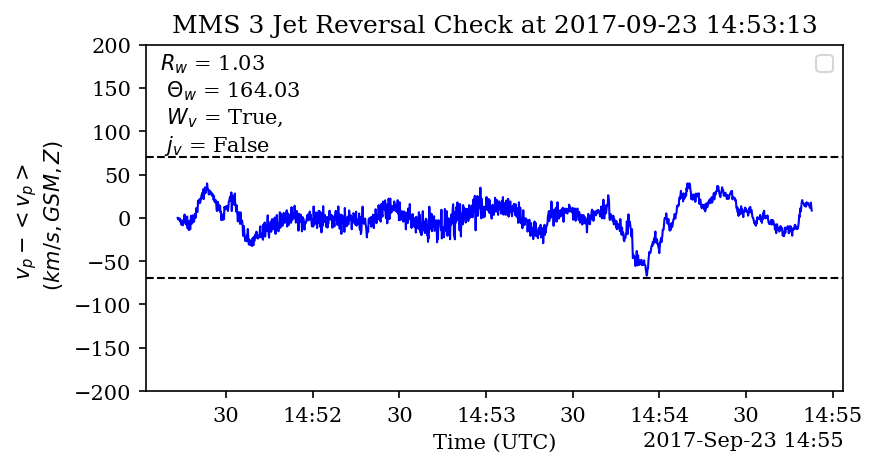 MMS 3 Jet Reversal Check at 2017-09-23 14:53:13
200
150
100
50
0
−50
−100
−150
−200
v_p − < v_p >
(km/s, GSM, Z)
R_w = 1.03
Θ_w = 164.03
W_v = True,
j_v = False
30 14:52 30 14:53 30 14:54 30 14:55
Time (UTC)
2017-Sep-23 14:55